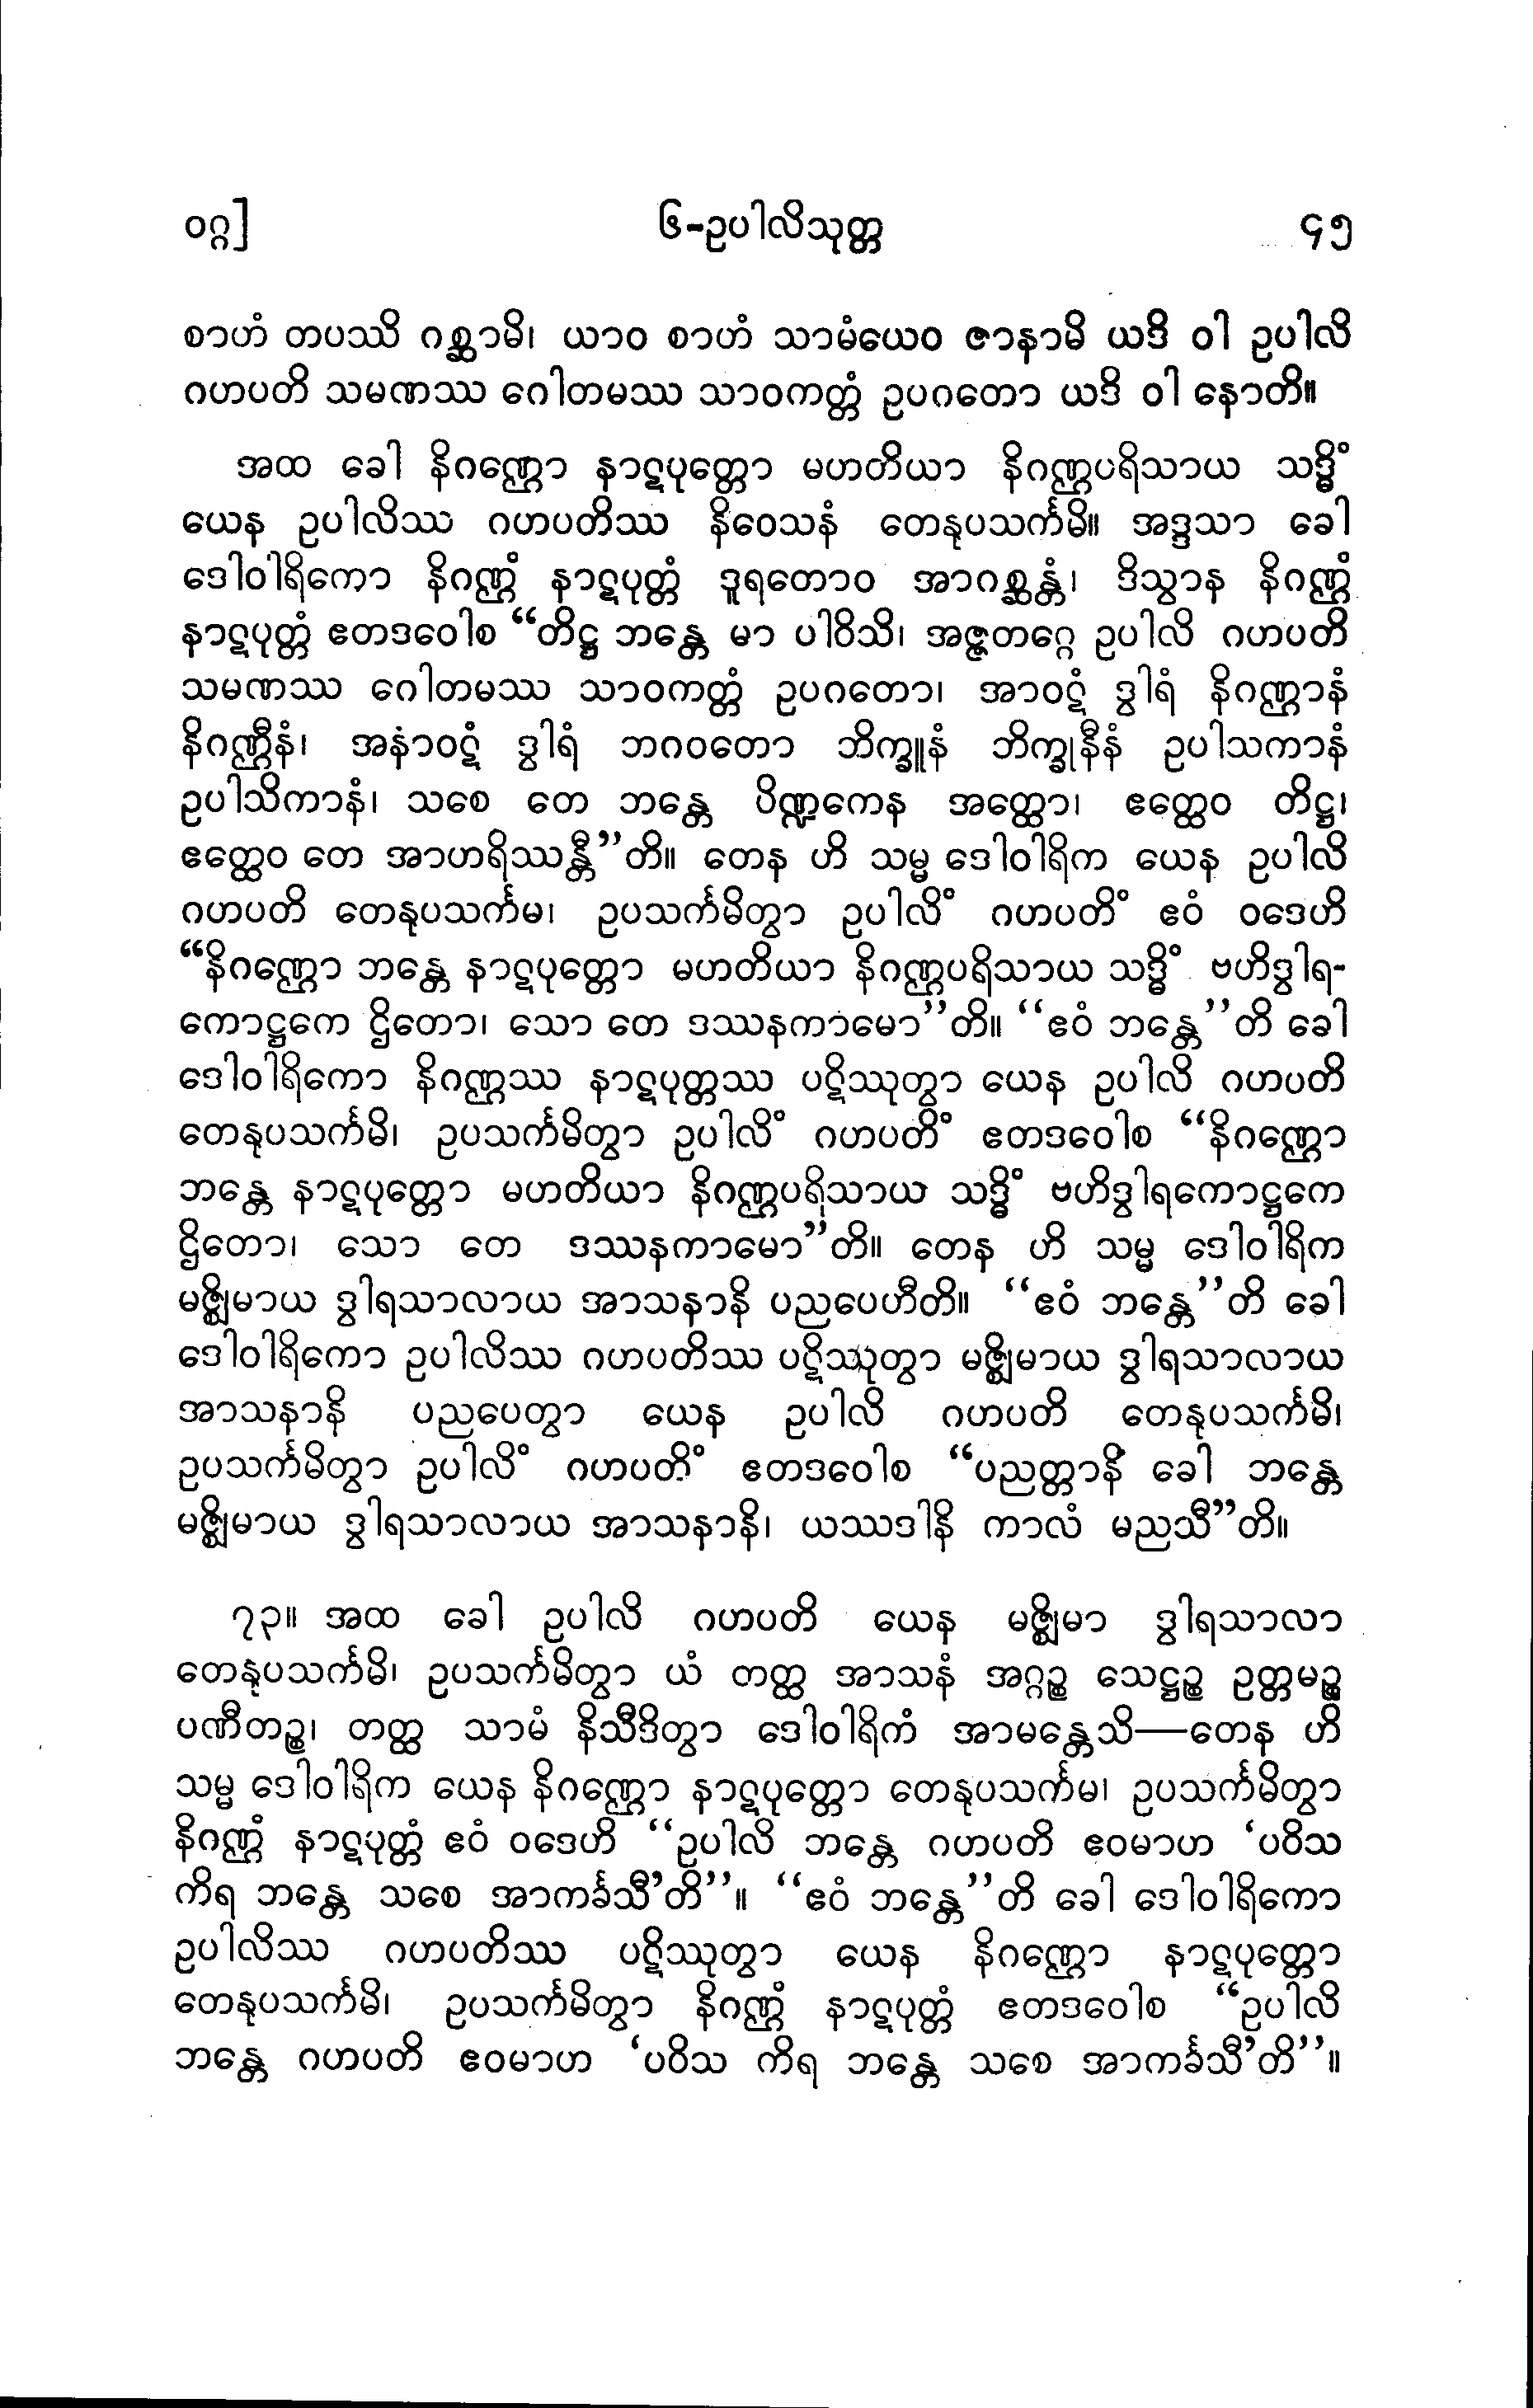 ဝဂ္ဂ] ၆-ဥပါလိသုတ္တ ၄၅
စာဟံ တပဿိ ဂစ္ဆာမိ၊ ယာဝ စာဟံ သာမံယေဝ ဇာနာမိ ယဒိ ဝါ ဥပါလိ
ဂဟပတိ သမဏဿ ဂေါတမဿ သာဝကတ္တံ ဥပဂတော ယဒိ ဝါ နောတိ။
အထ ခေါ နိဂဏ္ဌော နာဋပုတ္တော မဟတိယာ နိဂဏ္ဌပရိသာယ သဒ္ဓိံ
ယေန ဥပါလိဿ ဂဟပတိဿ နိဝေသနံ တေနုပသင်္ကမိ။ အဒ္ဒသာ ခေါ
ဒေါဝါရိကော နိဂဏ္ဌံ နာဋပုတ္တံ ဒူရတောဝ အာဂစ္ဆန္တံ၊ ဒိသွာန နိဂဏ္ဌံ
နာဋပုတ္တံ ဧတဒဝေါစ “တိဋ္ဌ ဘန္တေ မာ ပါဝိသိ၊ အဇ္ဇတဂ္ဂေ ဥပါလိ ဂဟပတိ
သမဏဿ ဂေါတမဿ သာဝကတ္တံ ဥပဂတော၊ အာဝဋံ ဒွါရံ နိဂဏ္ဌာနံ
နိဂဏ္ဌီနံ၊ အနာဝဋံ ဒွါရံ ဘဂဝတော ဘိက္ခူနံ ဘိက္ခုနီနံ ဥပါသကာနံ
ဥပါသိကာနံ၊ သစေ တေ ဘန္တေ ပိဏ္ဍကေန အတ္ထော၊ ဧတ္ထေဝ တိဋ္ဌ၊
ဧတ္ထေဝ တေ အာဟရိဿန္တီ”တိ။ တေန ဟိ သမ္မ ဒေါဝါရိက ယေန ဥပါလိ
ဂဟပတိ တေနုပသင်္ကမ၊ ဥပသင်္ကမိတွာ ဥပါလိံ ဂဟပတိံ ဧဝံ ဝဒေဟိ
“နိဂဏ္ဌော ဘန္တေ နာဋပုတ္တော မဟတိယာ နိဂဏ္ဌပရိသာယ သဒ္ဓိံ ဗဟိဒွါရ-
ကောဋ္ဌကေ ဌိတော၊ သော တေ ဒဿနကာမော”တိ။ “ဧဝံ ဘန္တေ”တိ ခေါ
ဒေါဝါရိကော နိဂဏ္ဌဿ နာဋပုတ္တဿ ပဋိဿုတွာ ယေန ဥပါလိ ဂဟပတိ
တေနုပသင်္ကမိ၊ ဥပသင်္ကမိတွာ ဥပါလိံ ဂဟပတိံ ဧတဒဝေါစ “နိဂဏ္ဌော
ဘန္တေ နာဋပုတ္တော မဟတိယာ နိဂဏ္ဌပရိသာယ သဒ္ဓိံ ဗဟိဒွါရကောဋ္ဌကေ
ဌိတော၊ သော တေ ဒဿနကာမော”တိ။ တေန ဟိ သမ္မ ဒေါဝါရိက
မဇ္ဈိမာယ ဒွါရသာလာယ အာသနာနိ ပညပေဟီတိ။ “ဧဝံ ဘန္တေ”တိ ခေါ
ဒေါဝါရိကော ဥပါလိဿ ဂဟပတိဿ ပဋိဿုတွာ မဇ္ဈိမာယ ဒွါရသာလာယ
အာသနာနိ ပညပေတွာ ယေန ဥပါလိ ဂဟပတိ တေနုပသင်္ကမိ၊
ဥပသင်္ကမိတွာ ဥပါလိံ ဂဟပတိံ ဧတဒဝေါစ “ပညတ္တာနိ ခေါ ဘန္တေ
မဇ္ဈိမာယ ဒွါရသာလာယ အာသနာနိ၊ ယဿဒါနိ ကာလံ မညသီ”တိ။
၇၃။ အထ ခေါ ဥပါလိ ဂဟပတိ ယေန မဇ္ဈိမာ ဒွါရသာလာ
တေနုပသင်္ကမိ၊ ဥပသင်္ကမိတွာ ယံ တတ္ထ အာသနံ အဂ္ဂဉ္စ သေဋ္ဌဉ္စ ဥတ္တမဉ္စ
ပဏီတဉ္စ၊ တတ္ထ သာမံ နိသီဒိတွာ ဒေါဝါရိကံ အာမန္တေသိ—တေန ဟိ
သမ္မ ဒေါဝါရိက ယေန နိဂဏ္ဌော နာဋပုတ္တော တေနုပသင်္ကမ၊ ဥပသင်္ကမိတွာ
နိဂဏ္ဌံ နာဋပုတ္တံ ဧဝံ ဝဒေဟိ “ဥပါလိ ဘန္တေ ဂဟပတိ ဧဝမာဟ ‘ပဝိသ
ကိရ ဘန္တေ သစေ အာကင်္ခသီ’တိ”။ “ဧဝံ ဘန္တေ”တိ ခေါ ဒေါဝါရိကော
ဥပါလိဿ ဂဟပတိဿ ပဋိဿုတွာ ယေန နိဂဏ္ဌော နာဋပုတ္တော
တေနုပသင်္ကမိ၊ ဥပသင်္ကမိတွာ နိဂဏ္ဌံ နာဋပုတ္တံ ဧတဒဝေါစ “ဥပါလိ
ဘန္တေ ဂဟပတိ ဧဝမာဟ ‘ပဝိသ ကိရ ဘန္တေ သစေ အာကင်္ခသီ’တိ”။